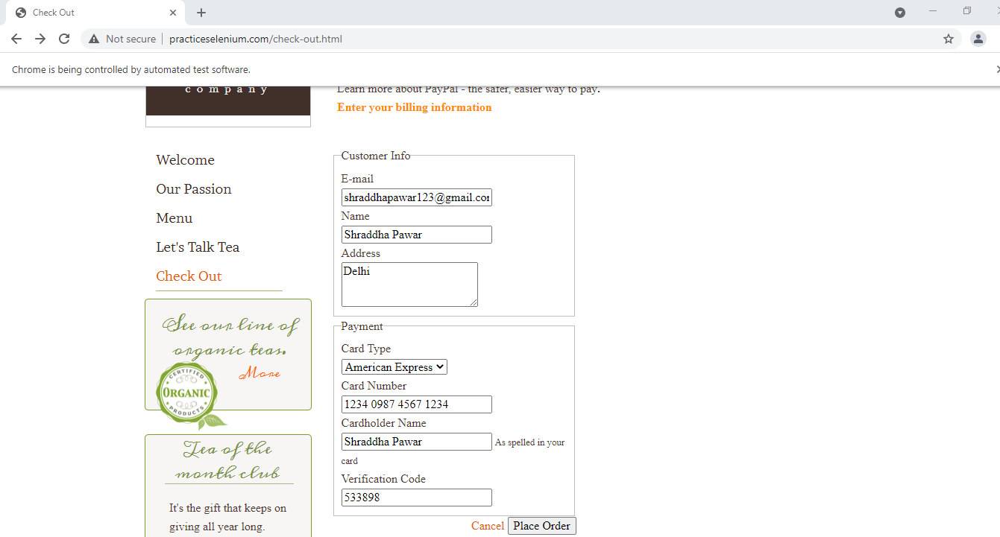 Check Out
Not secure practiceselenium.com/check-out.html
Chrome is being controlled by automated test software.
company
Learn more about PayPal - the safer, easier way to pay.
Enter your billing information
Welcome
Our Passion
Menu
Let's Talk Tea
Check Out
See our line of
organic teas.
More
CERTIFIED
ORGANIC
PRODUCTS
Tea of the
month club
It's the gift that keeps on
giving all year long.
Customer Info
E-mail
shraddhapawar123@gmail.co
Name
Shraddha Pawar
Address
Delhi
Payment
Card Type
American Express
Card Number
1234 0987 4567 1234
Cardholder Name
Shraddha Pawar As spelled in your
card
Verification Code
533898
Cancel Place Order